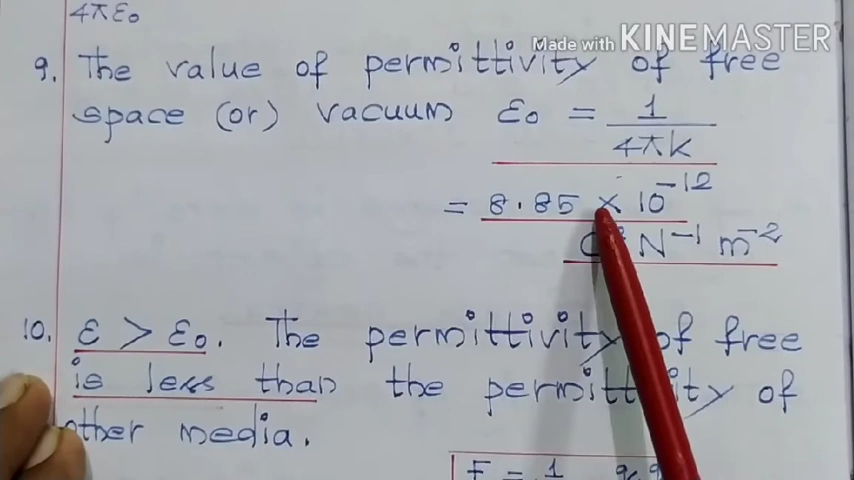 4πε₀
Made with KINEMASTER
9. The value of permittivity of free
space (or) vacuum ε₀ = 1
4πk
= 8.85 × 10⁻¹²
N⁻¹ m⁻²
10. ε > ε₀. The permittivity of free
is less than the permittivity of
other media.
F = 1